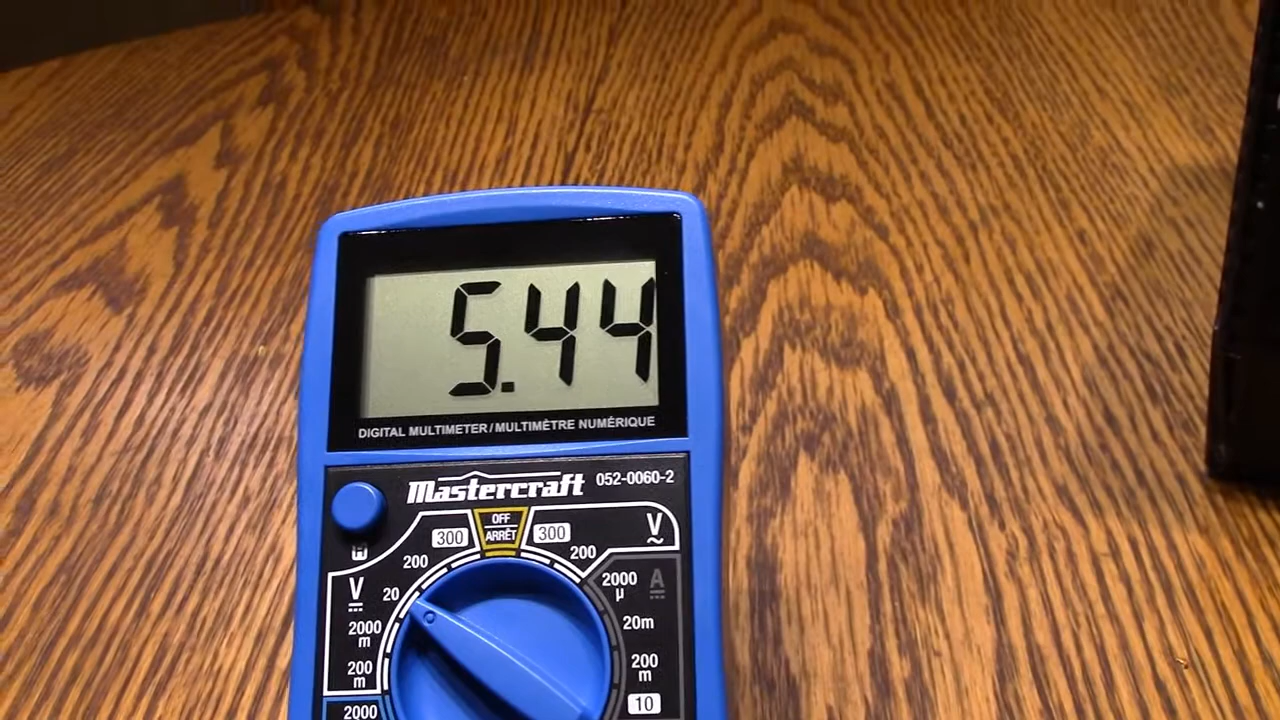 5.44
DIGITAL MULTIMETER / MULTIMÈTRE NUMÉRIQUE
Mastercraft 052-0060-2
H
OFF
ARRÊT
300
200
V
20
2000
m
200
m
2000
300
200
V
2000
µ
A
20m
200
m
10